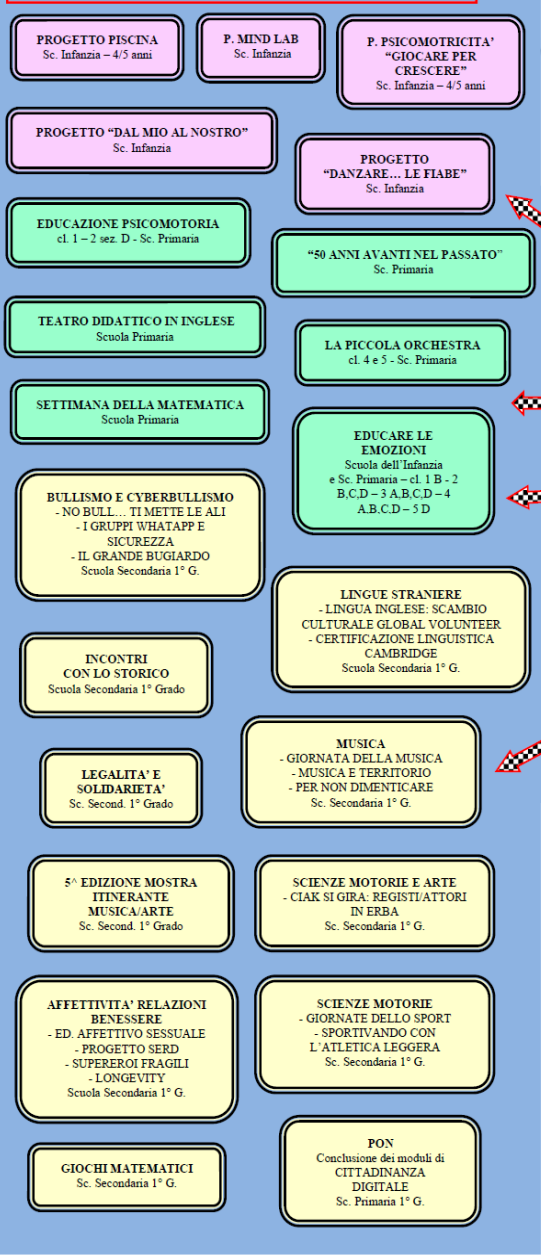 PROGETTO PISCINA
Sc. Infanzia – 4/5 anni
P. MIND LAB
Sc. Infanzia
P. PSICOMOTRICITA’
“GIOCARE PER
CRESCERE”
Sc. Infanzia – 4/5 anni
PROGETTO “DAL MIO AL NOSTRO”
Sc. Infanzia
PROGETTO
“DANZARE… LE FIABE”
Sc. Infanzia
EDUCAZIONE PSICOMOTORIA
cl. 1 – 2 sez. D - Sc. Primaria
“50 ANNI AVANTI NEL PASSATO”
Sc. Primaria
TEATRO DIDATTICO IN INGLESE
Scuola Primaria
LA PICCOLA ORCHESTRA
cl. 4 e 5 - Sc. Primaria
SETTIMANA DELLA MATEMATICA
Scuola Primaria
EDUCARE LE
EMOZIONI
Scuola dell’Infanzia
e Sc. Primaria – cl. 1 B - 2
B,C,D – 3 A,B,C,D – 4
A,B,C,D – 5 D
BULLISMO E CYBERBULLISMO
- NO BULL… TI METTE LE ALI
- I GRUPPI WHATAPP E
SICUREZZA
- IL GRANDE BUGIARDO
Scuola Secondaria 1° G.
LINGUE STRANIERE
- LINGUA INGLESE: SCAMBIO
CULTURALE GLOBAL VOLUNTEER
- CERTIFICAZIONE LINGUISTICA
CAMBRIDGE
Scuola Secondaria 1° G.
INCONTRI
CON LO STORICO
Scuola Secondaria 1° Grado
MUSICA
- GIORNATA DELLA MUSICA
- MUSICA E TERRITORIO
- PER NON DIMENTICARE
Sc. Secondaria 1° G.
LEGALITA’ E
SOLIDARIETA’
Sc. Second. 1° Grado
5^ EDIZIONE MOSTRA
ITINERANTE
MUSICA/ARTE
Sc. Second. 1° Grado
SCIENZE MOTORIE E ARTE
- CIAK SI GIRA: REGISTI/ATTORI
IN ERBA
Sc. Secondaria 1° G.
AFFETTIVITA’ RELAZIONI
BENESSERE
- ED. AFFETTIVO SESSUALE
- PROGETTO SERD
- SUPEREROI FRAGILI
- LONGEVITY
Scuola Secondaria 1° G.
SCIENZE MOTORIE
- GIORNATE DELLO SPORT
- SPORTIVANDO CON
L’ATLETICA LEGGERA
Sc. Secondaria 1° G.
GIOCHI MATEMATICI
Sc. Secondaria 1° G.
PON
Conclusione dei moduli di
CITTADINANZA
DIGITALE
Sc. Primaria 1° G.